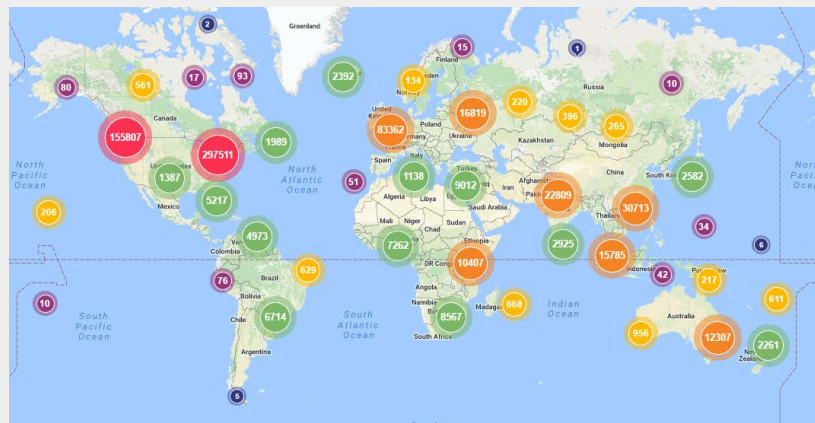 2
Greenland
15
Finland
1
80
561
17
93
2392
134
Norway
Russia
10
Canada
United
Kingdom
83362
Poland
16819
Ukraine
220
396
265
Kazakhstan
Mongolia
155807
297511
1989
France
Italy
Spain
Turkey
China
South Korea
2582
North
Pacific
Ocean
1387
Mexico
North
Atlantic
Ocean
51
1138
9012
Iraq
Iran
22809
30713
206
5217
Algeria
Libya
Saudi Arabia
Thailand
34
4973
Colombia
Mali
Niger
Chad
Sudan
7262
Ethiopia
2925
15785
6
76
Brazil
629
DR Congo
10407
Indonesia
42
217
10
South
Pacific
Ocean
Bolivia
6714
Chile
Argentina
South
Atlantic
Ocean
Angola
Namibia
8567
South Africa
668
Indian
Ocean
956
Australia
12307
611
2261
Zealand
5